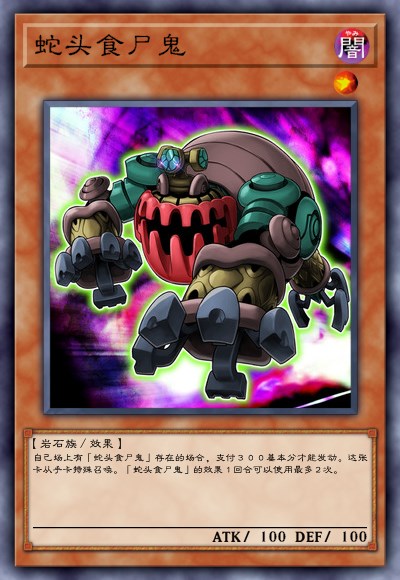 蛇头食尸鬼
やみ
闇
【岩石族／效果】
自己场上有「蛇头食尸鬼」存在的场合，支付３００基本分才能发动。这张
卡从手卡特殊召唤。「蛇头食尸鬼」的效果１回合可以使用最多２次。
ATK/ 100 DEF/ 100